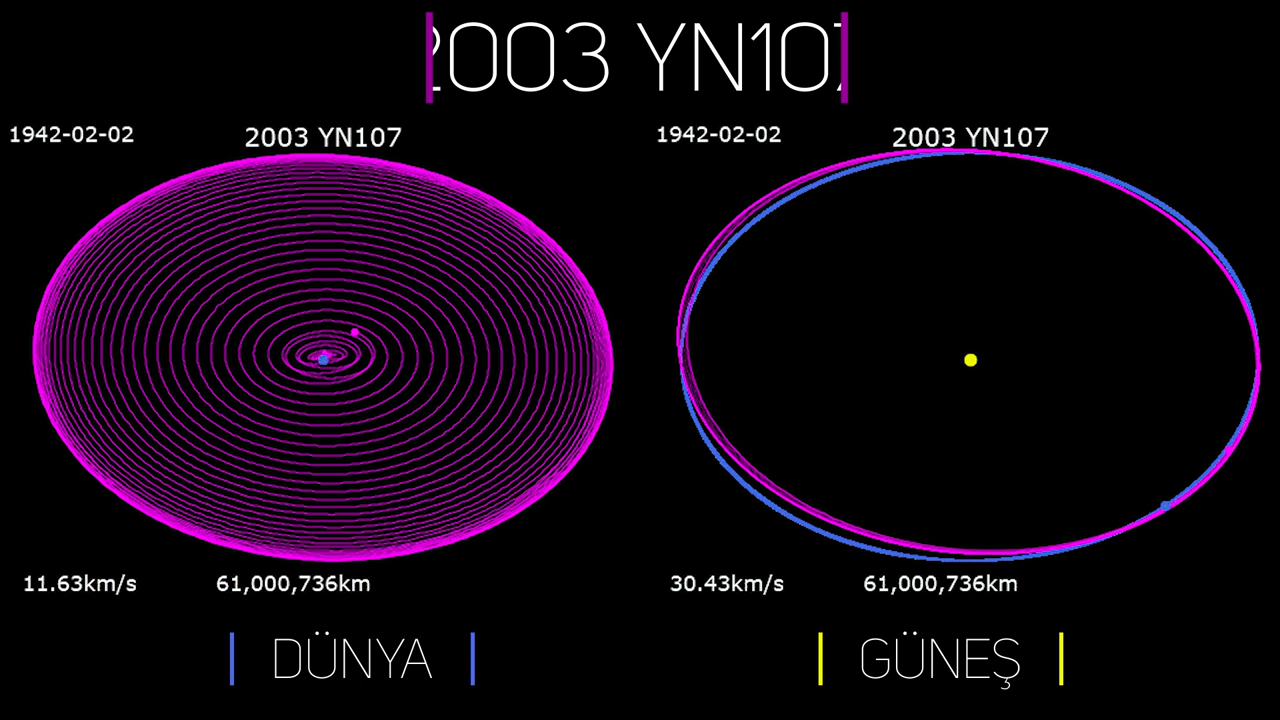 2003 YN107
1942-02-02
2003 YN107
1942-02-02
2003 YN107
11.63km/s
61,000,736km
30.43km/s
61,000,736km
DÜNYA
GÜNEŞ